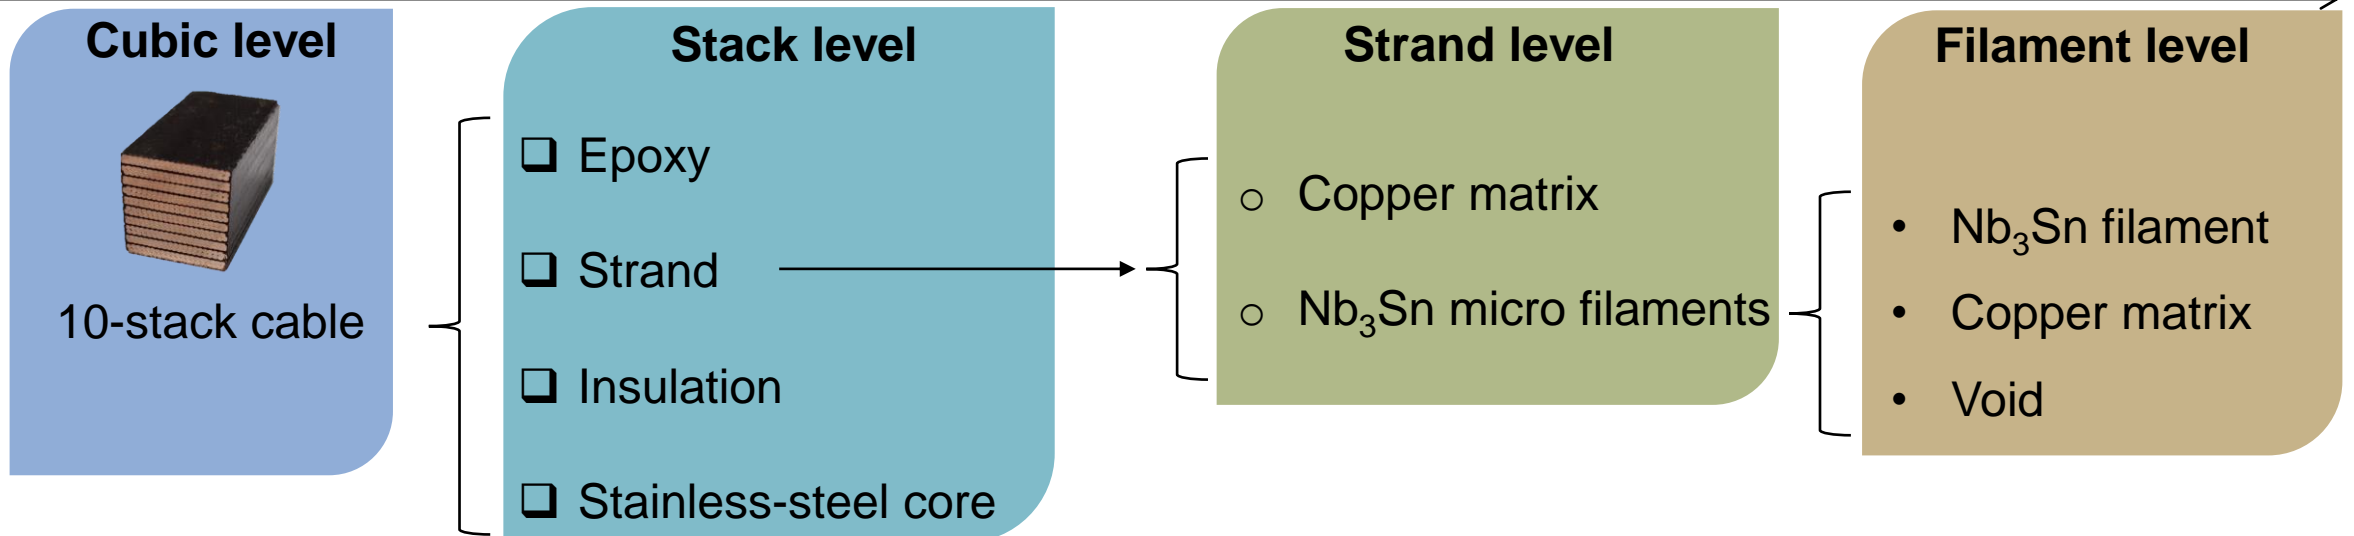 Cubic level
10-stack cable
Stack level
❑ Epoxy
❑ Strand
❑ Insulation
❑ Stainless-steel core
Strand level
○ Copper matrix
○ Nb₃Sn micro filaments
Filament level
• Nb₃Sn filament
• Copper matrix
• Void